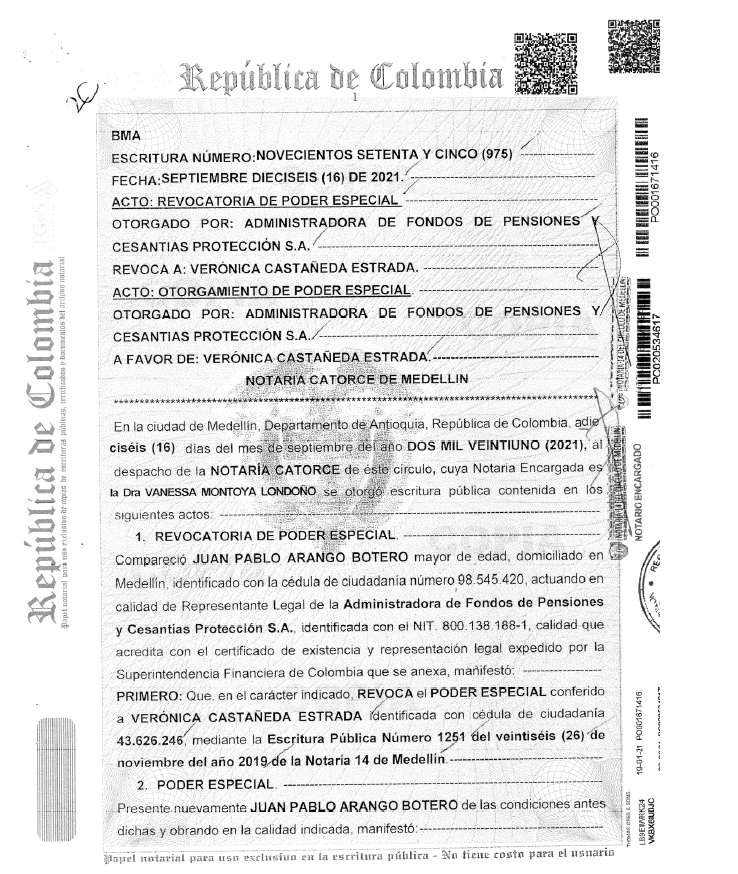 República de Colombia
1
BMA
ESCRITURA NÚMERO:NOVECIENTOS SETENTA Y CINCO (975)
FECHA:SEPTIEMBRE DIECISEIS (16) DE 2021.
ACTO: REVOCATORIA DE PODER ESPECIAL
OTORGADO POR: ADMINISTRADORA DE FONDOS DE PENSIONES Y
CESANTIAS PROTECCIÓN S.A.
REVOCA A: VERÓNICA CASTAÑEDA ESTRADA.
ACTO: OTORGAMIENTO DE PODER ESPECIAL
OTORGADO POR: ADMINISTRADORA DE FONDOS DE PENSIONES Y
CESANTIAS PROTECCIÓN S.A.
A FAVOR DE: VERÓNICA CASTAÑEDA ESTRADA.
NOTARIA CATORCE DE MEDELLIN
En la ciudad de Medellín, Departamento de Antioquia, República de Colombia, adie
ciséis (16) días del mes de septiembre del año DOS MIL VEINTIUNO (2021), al
despacho de la NOTARÍA CATORCE de este círculo, cuya Notaria Encargada es
la Dra VANESSA MONTOYA LONDOÑO se otorgó escritura pública contenida en los
siguientes actos:
1. REVOCATORIA DE PODER ESPECIAL.
Compareció JUAN PABLO ARANGO BOTERO mayor de edad, domiciliado en
Medellín, identificado con la cédula de ciudadanía número 98.545.420, actuando en
calidad de Representante Legal de la Administradora de Fondos de Pensiones
y Cesantías Protección S.A., identificada con el NIT. 800.138.188-1, calidad que
acredita con el certificado de existencia y representación legal expedido por la
Superintendencia Financiera de Colombia que se anexa, manifestó:
PRIMERO: Que, en el carácter indicado, REVOCA el PODER ESPECIAL conferido
a VERÓNICA CASTAÑEDA ESTRADA identificada con cédula de ciudadanía
43.626.246, mediante la Escritura Pública Número 1251 del veintiséis (26) de
noviembre del año 2019 de la Notaría 14 de Medellín.
2. PODER ESPECIAL.
Presente nuevamente JUAN PABLO ARANGO BOTERO de las condiciones antes
dichas y obrando en la calidad indicada, manifestó:
Papel notarial para uso exclusivo en la escritura pública - No tiene costo para el usuario
República de Colombia
Papel notarial para uso exclusivo de copias de escrituras públicas, certificados y documentos del archivo notarial
PO001671416
PC020534617
NOTARIO ENCARGADO
19-01-21 PO001671416
THOMAS GREG & SONS